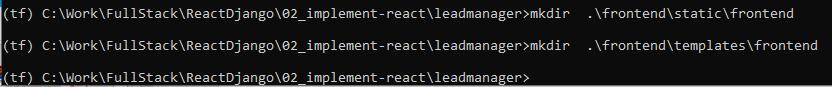 (tf) C:\Work\FullStack\ReactDjango\02_implement-react\leadmanager>mkdir  .\frontend\static\frontend
(tf) C:\Work\FullStack\ReactDjango\02_implement-react\leadmanager>mkdir  .\frontend\templates\frontend
(tf) C:\Work\FullStack\ReactDjango\02_implement-react\leadmanager>